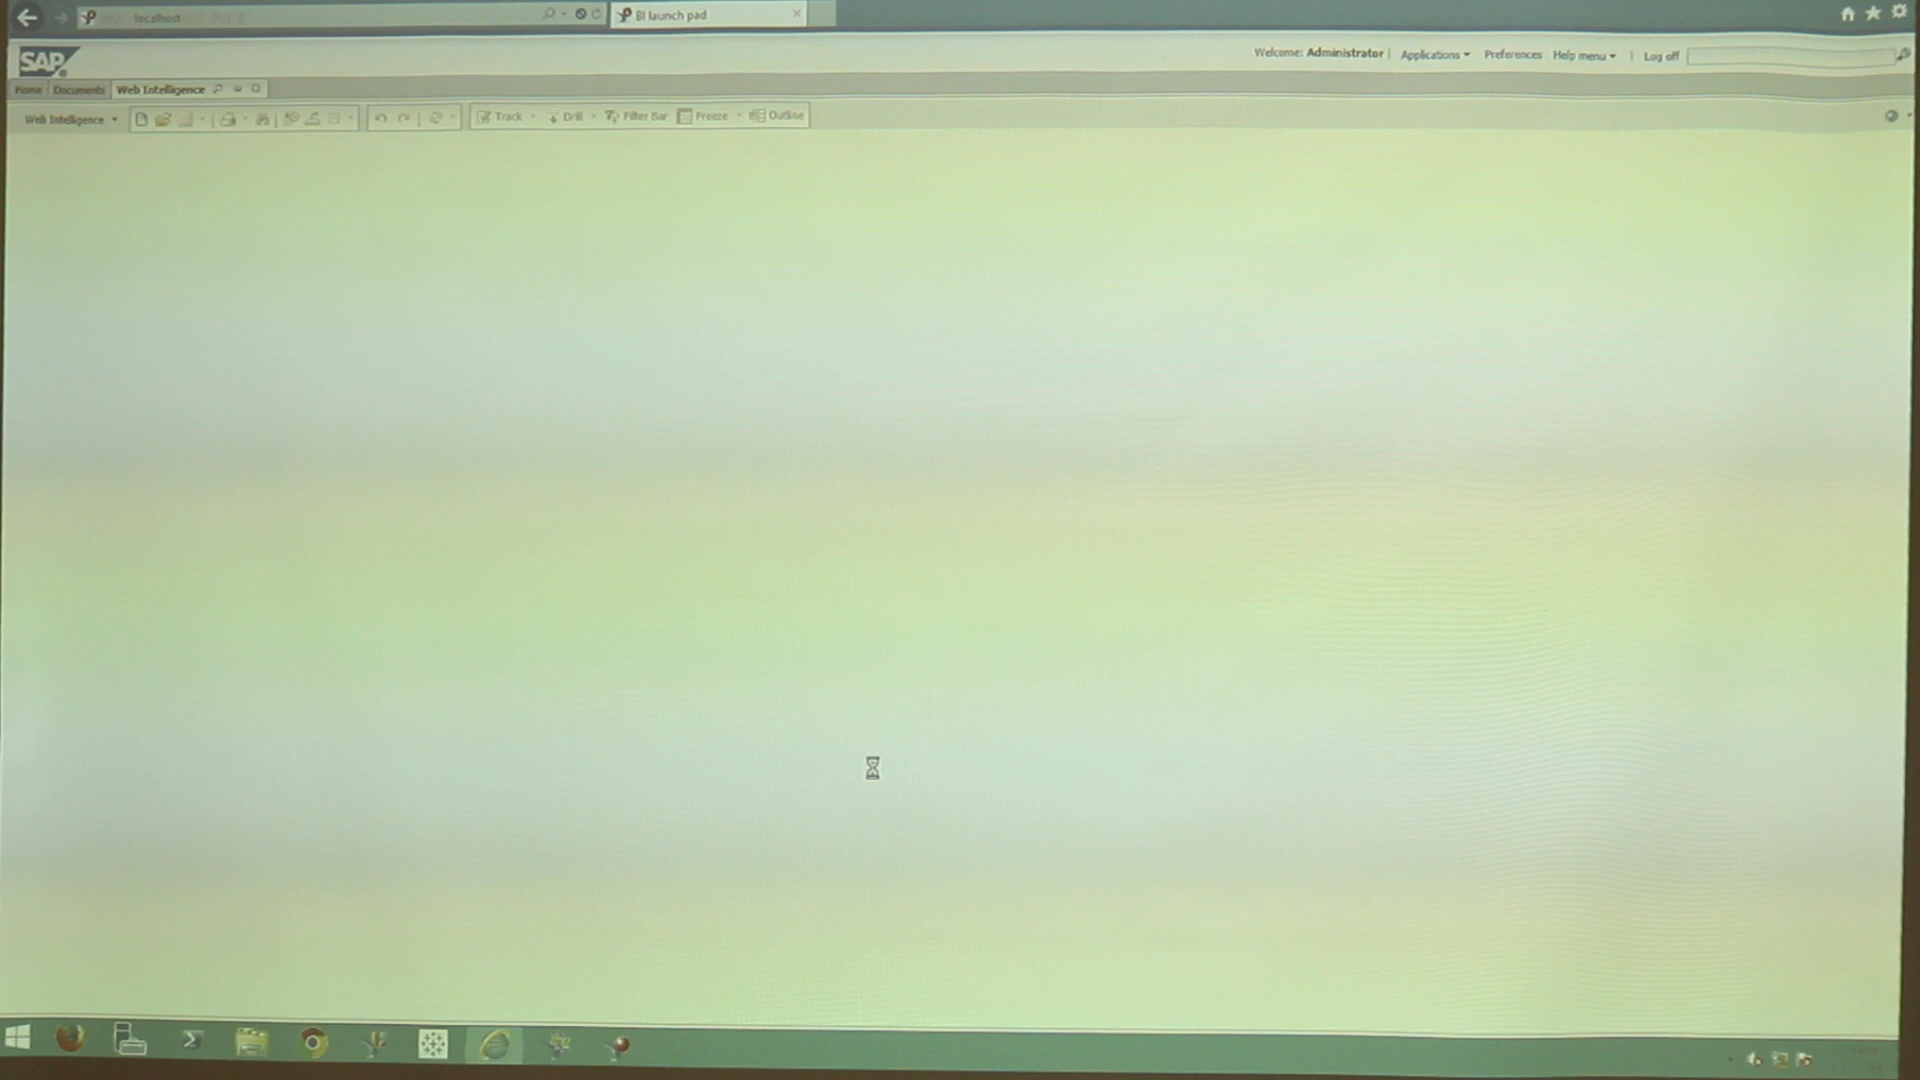 localhost
BI launch pad
SAP
Welcome: Administrator | Applications Preferences Help menu | Log off
Home Documents Web Intelligence
Web Intelligence Track Drill Filter Bar Freeze Outline